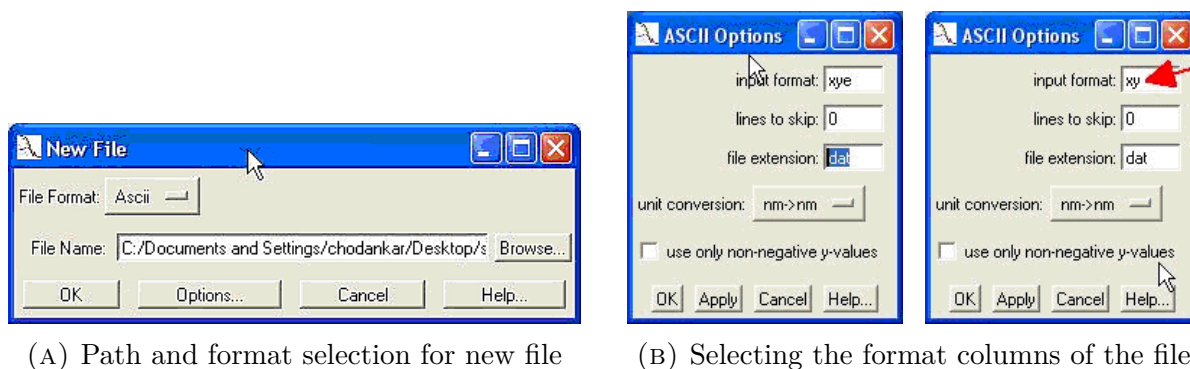 New File
File Format: Ascii
File Name: C:/Documents and Settings/chodankar/Desktop/s Browse...
OK Options... Cancel Help...
(A) Path and format selection for new file
ASCII Options
input format: xye
lines to skip: 0
file extension: dat
unit conversion: nm->nm
use only non-negative y-values
OK Apply Cancel Help...
ASCII Options
input format: xy
lines to skip: 0
file extension: dat
unit conversion: nm->nm
use only non-negative y-values
OK Apply Cancel Help...
(B) Selecting the format columns of the file